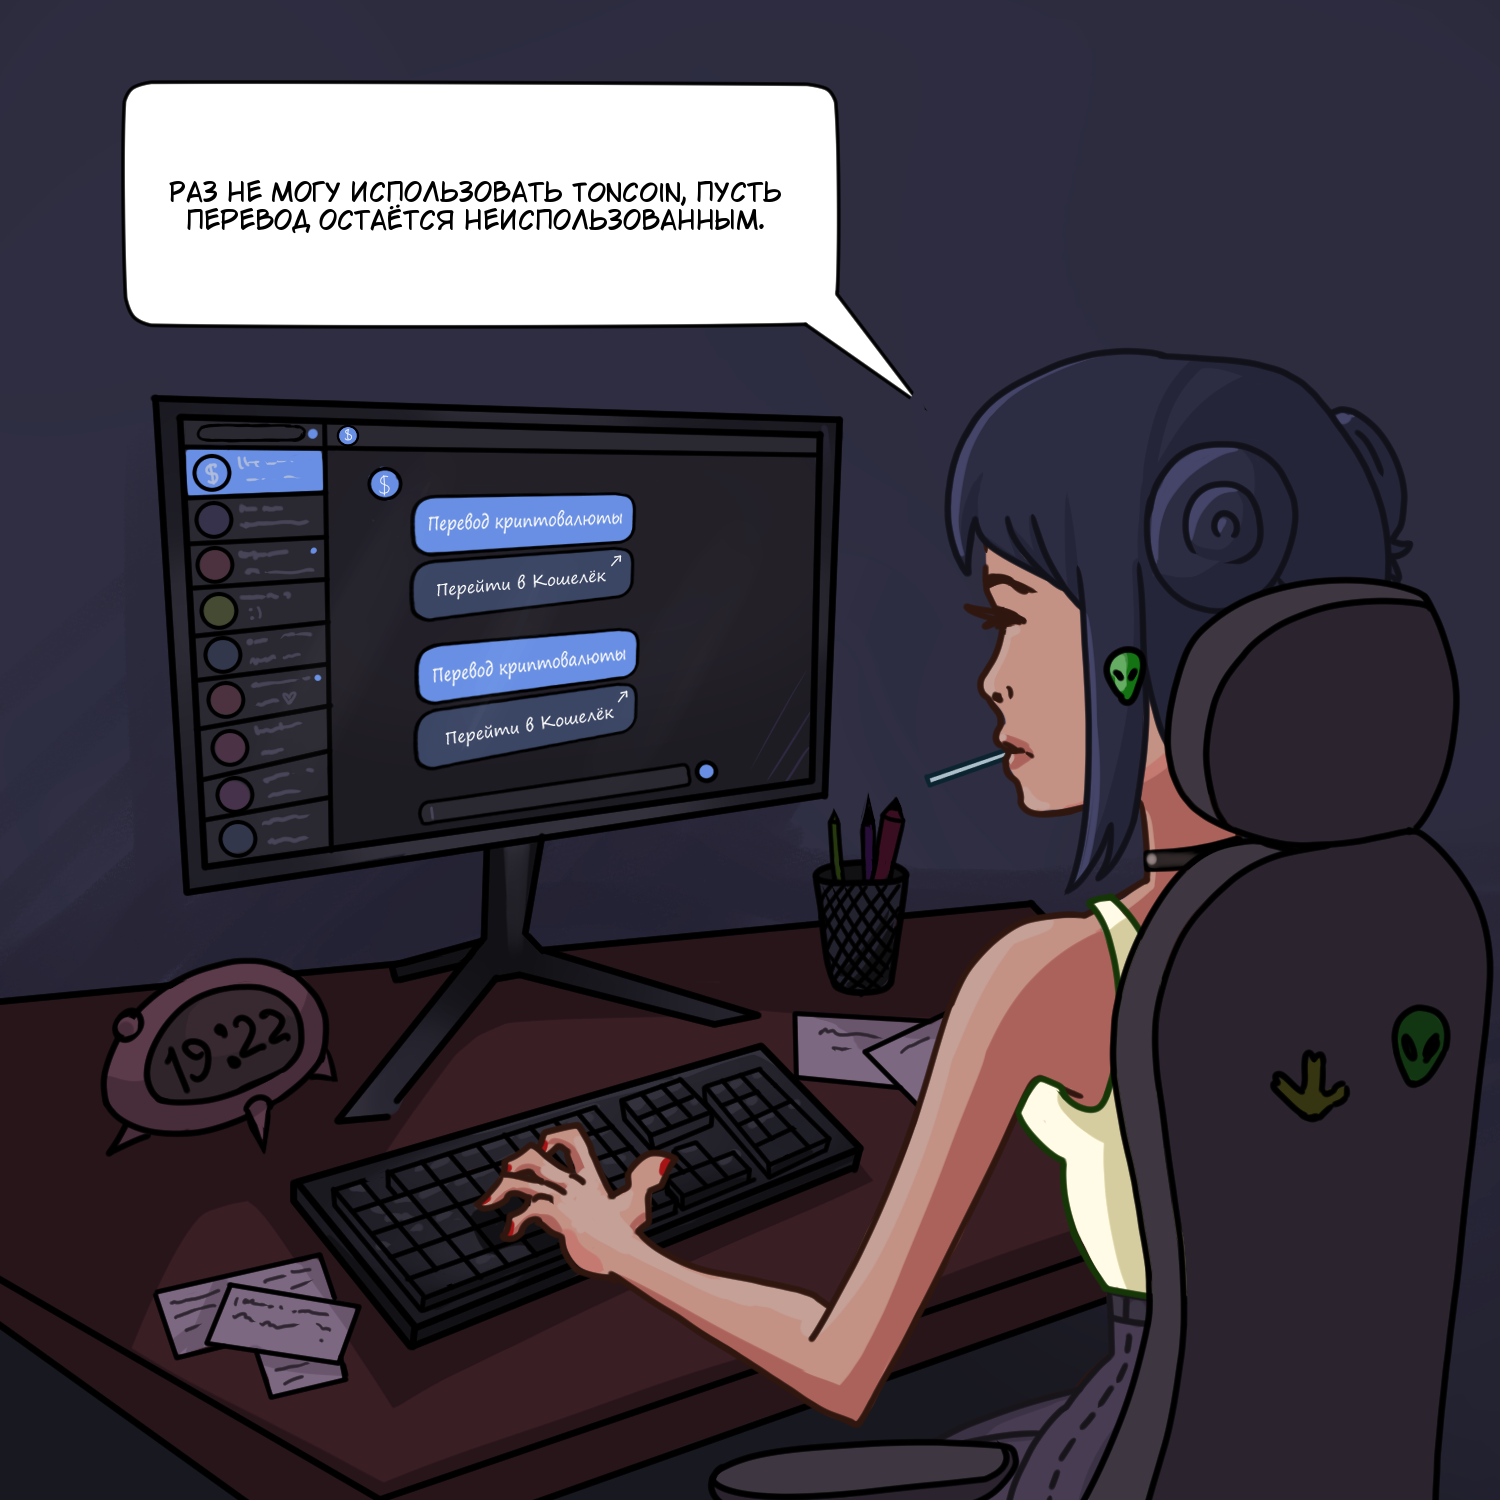 РАЗ НЕ МОГУ ИСПОЛЬЗОВАТЬ TONCOIN, ПУСТЬ
ПЕРЕВОД ОСТАЁТСЯ НЕИСПОЛЬЗОВАННЫМ.
$
$
$
Перевод криптовалюты
Перейти в Кошелёк
:)
Перевод криптовалюты
Перейти в Кошелёк
19:22